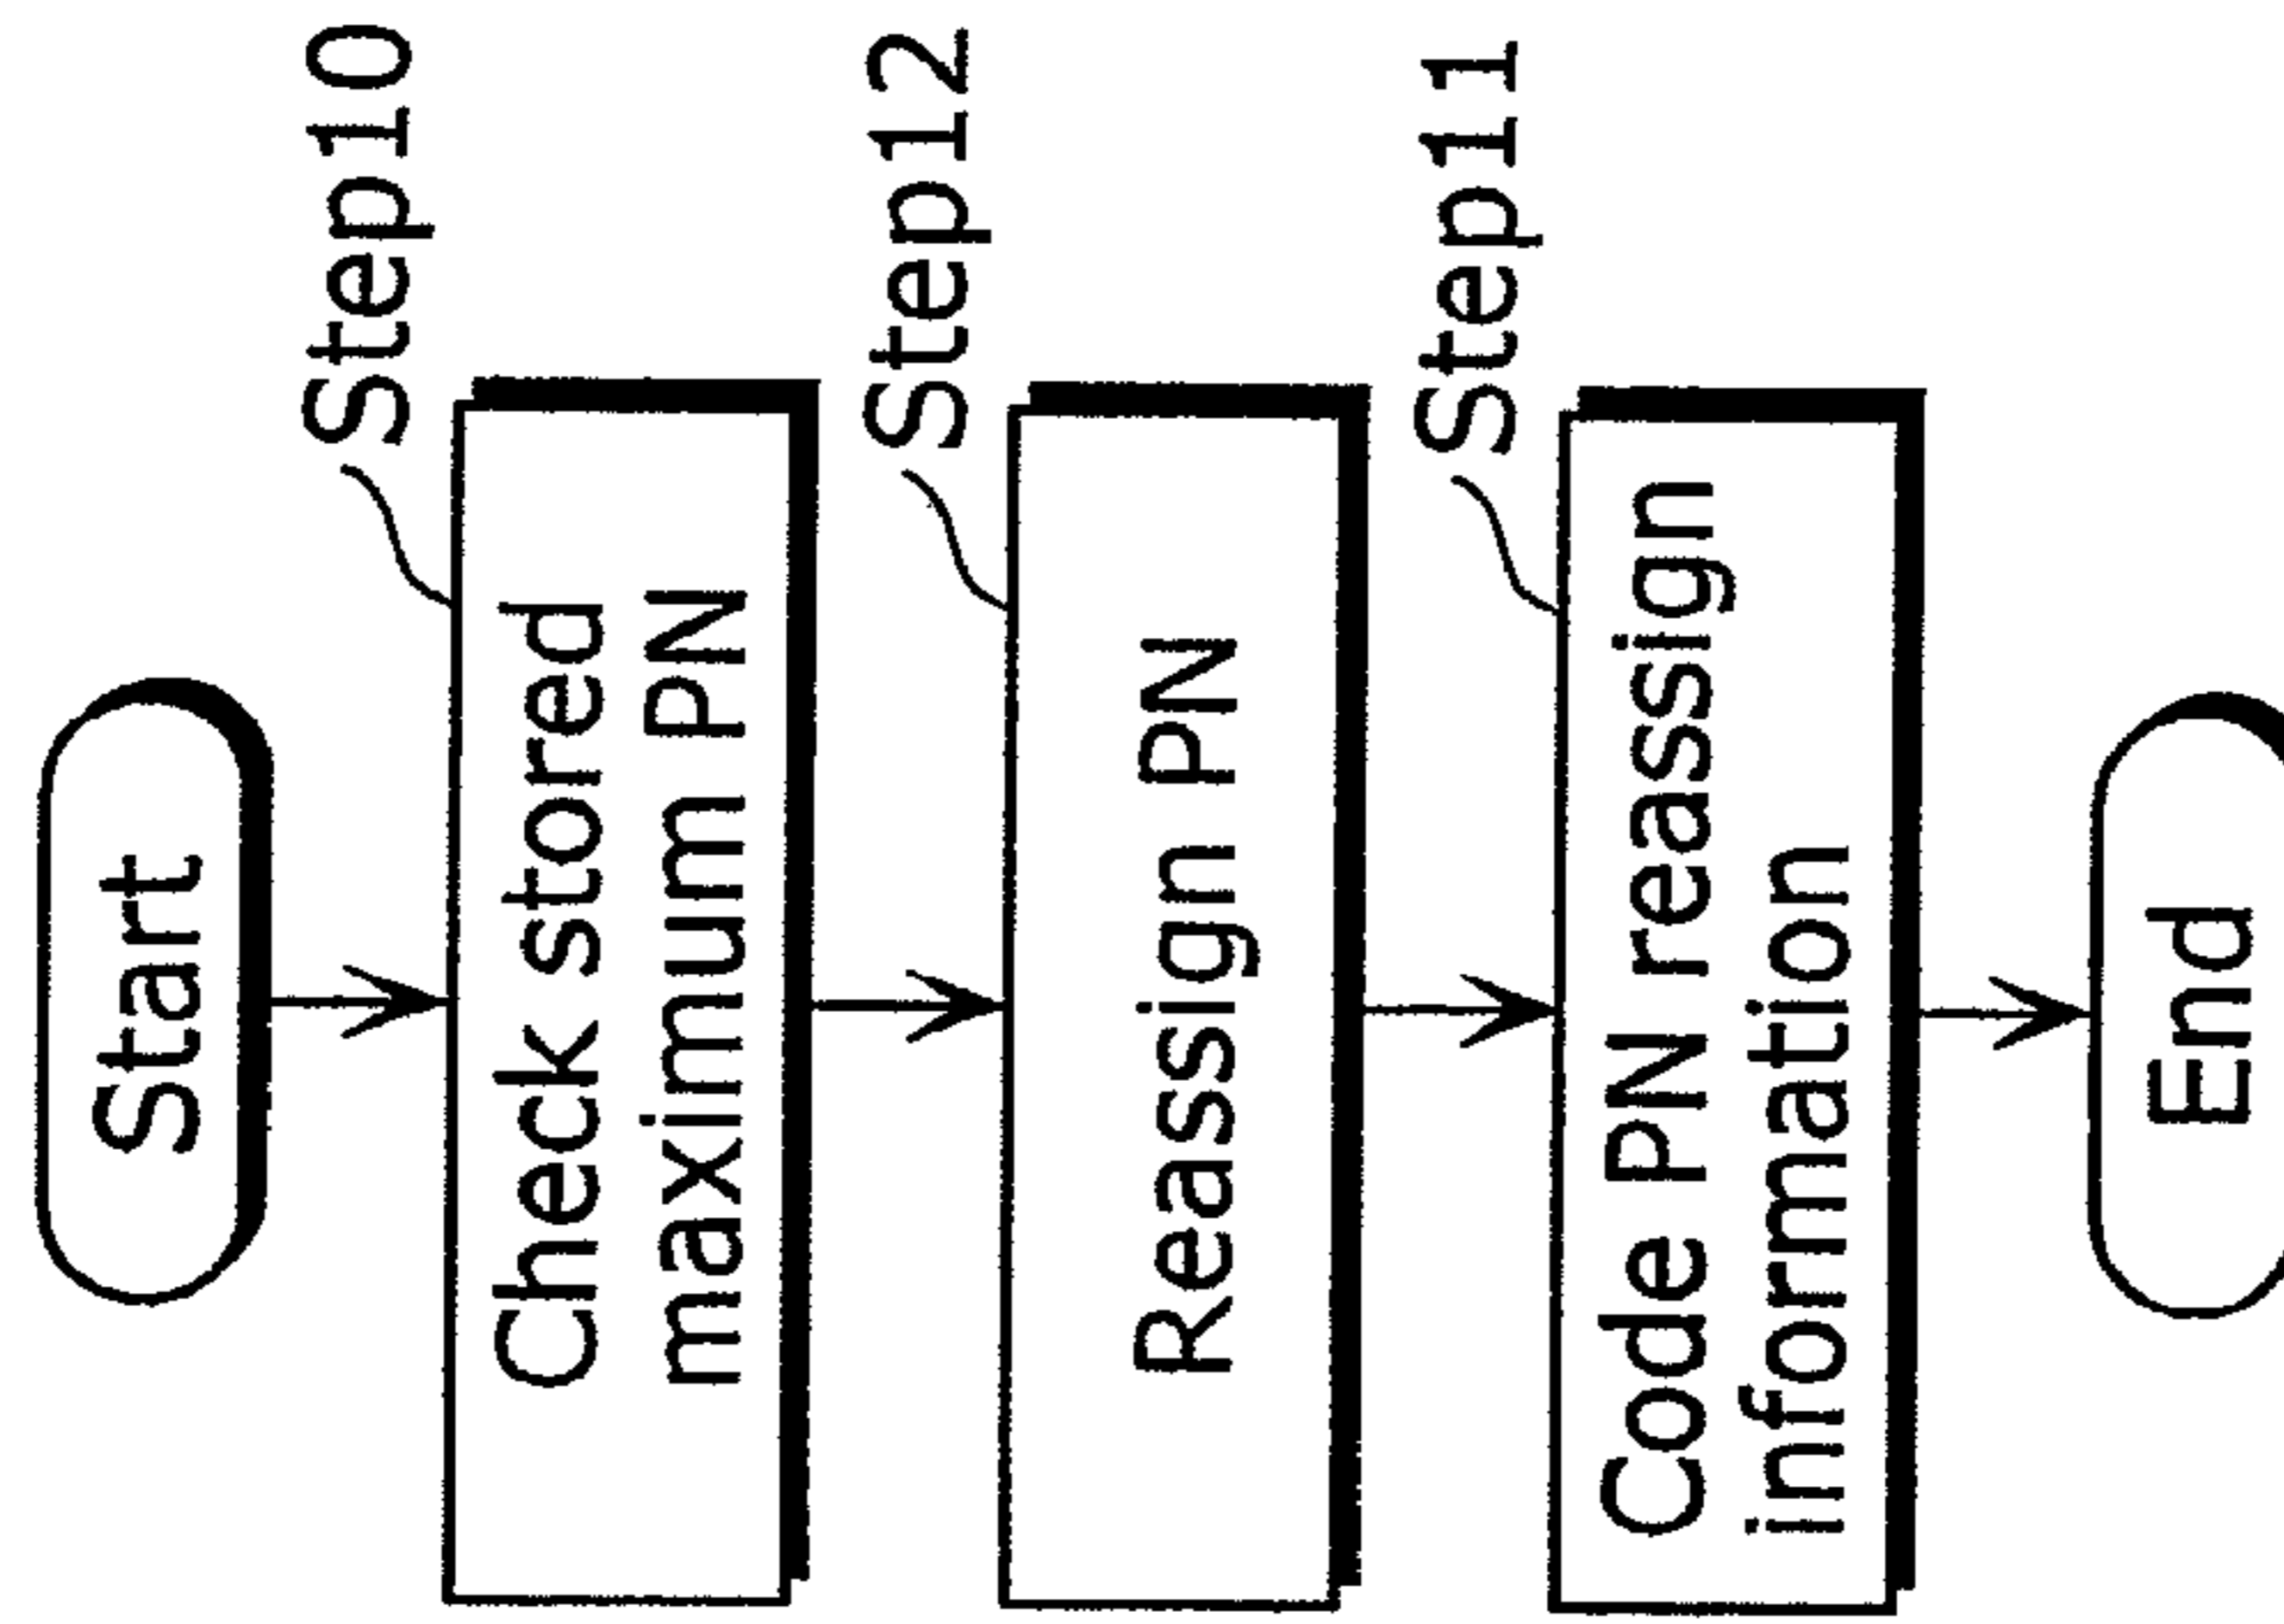 Start
Step10
Check stored
maximum PN
Step12
Reassign PN
Step11
Code PN reassign
information
End